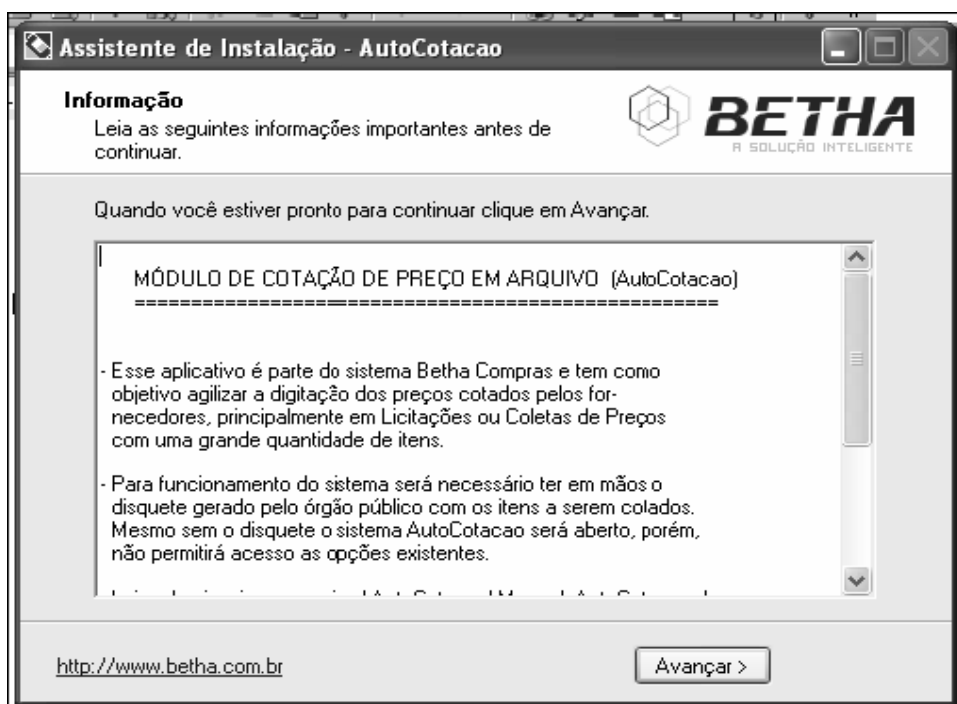 Assistente de Instalação - AutoCotacao
Informação
Leia as seguintes informações importantes antes de
continuar.
BETHA
A SOLUÇÃO INTELIGENTE
Quando você estiver pronto para continuar clique em Avançar.
MÓDULO DE COTAÇÃO DE PREÇO EM ARQUIVO (AutoCotacao)
====================================================
- Esse aplicativo é parte do sistema Betha Compras e tem como
objetivo agilizar a digitação dos preços cotados pelos for-
necedores, principalmente em Licitações ou Coletas de Preços
com uma grande quantidade de itens.
- Para funcionamento do sistema será necessário ter em mãos o
disquete gerado pelo órgão público com os itens a serem cotados.
Mesmo sem o disquete o sistema AutoCotacao será aberto, porém,
não permitirá acesso as opções existentes.
http://www.betha.com.br
Avançar >